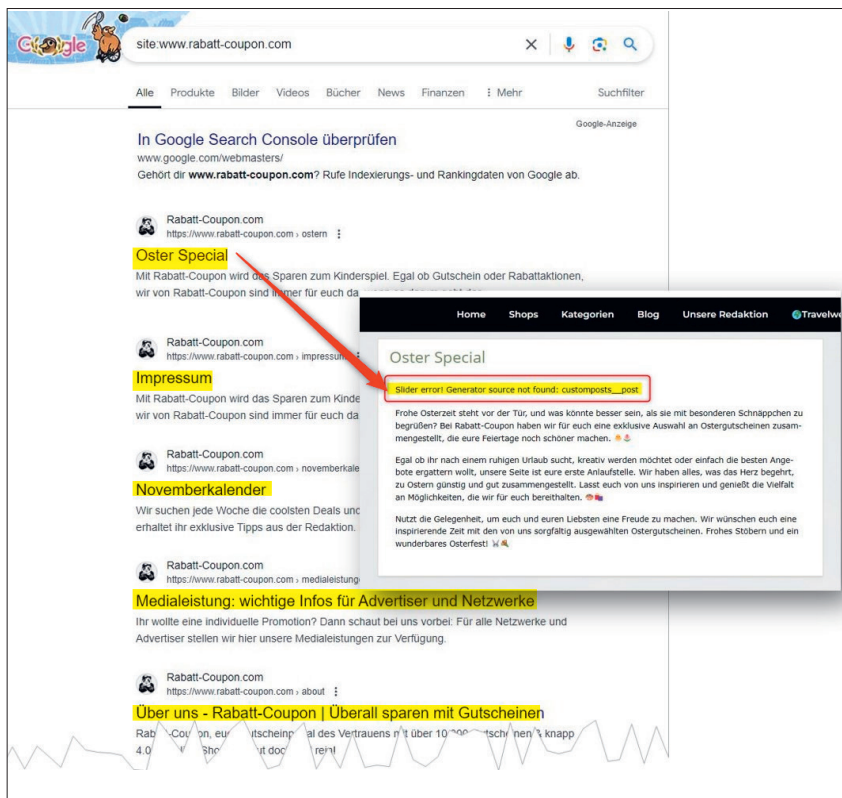 Google
site:www.rabatt-coupon.com
Alle Produkte Bilder Videos Bücher News Finanzen Mehr Suchfilter
Google-Anzeige
In Google Search Console überprüfen
www.google.com/webmasters/
Gehört dir www.rabatt-coupon.com? Rufe Indexierungs- und Rankingdaten von Google ab.
Rabatt-Coupon.com
https://www.rabatt-coupon.com › ostern
Oster Special
Mit Rabatt-Coupon wird das Sparen zum Kinderspiel. Egal ob Gutschein oder Rabattaktionen,
wir von Rabatt-Coupon sind immer für euch da
Rabatt-Coupon.com
https://www.rabatt-coupon.com › impressum
Impressum
Mit Rabatt-Coupon wird das Sparen zum Kinde
wir von Rabatt-Coupon sind immer für euch da
Rabatt-Coupon.com
https://www.rabatt-coupon.com › novemberkale
Novemberkalender
Wir suchen jede Woche die coolsten Deals und
erhaltet ihr exklusive Tipps aus der Redaktion.
Rabatt-Coupon.com
https://www.rabatt-coupon.com › medialeistung
Medialeistung: wichtige Infos für Advertiser und Netzwerke
Ihr wollte eine individuelle Promotion? Dann schaut bei uns vorbei: Für alle Netzwerke und
Advertiser stellen wir hier unsere Medialeistungen zur Verfügung.
Rabatt-Coupon.com
https://www.rabatt-coupon.com › about
Über uns - Rabatt-Coupon | Überall sparen mit Gutscheinen
des Vertrauens mit über knapp
Home Shops Kategorien Blog Unsere Redaktion Travelwe
Oster Special
Slider error! Generator source not found: customposts__post
Frohe Osterzeit steht vor der Tür, und was könnte besser sein, als sie mit besonderen Schnäppchen zu
begrüßen? Bei Rabatt-Coupon haben wir für euch eine exklusive Auswahl an Ostergutscheinen zusam-
mengestellt, die eure Feiertage noch schöner machen.
Egal ob ihr nach einem ruhigen Urlaub sucht, kreativ werden möchtet oder einfach die besten Ange-
bote ergattern wollt, unsere Seite ist eure erste Anlaufstelle. Wir haben alles, was das Herz begehrt,
zu Ostern günstig und gut zusammengestellt. Lasst euch von uns inspirieren und genießt die Vielfalt
an Möglichkeiten, die wir für euch bereithalten.
Nutzt die Gelegenheit, um euch und euren Liebsten eine Freude zu machen. Wir wünschen euch eine
inspirierende Zeit mit den von uns sorgfältig ausgewählten Ostergutscheinen. Frohes Stöbern und ein
wunderbares Osterfest!